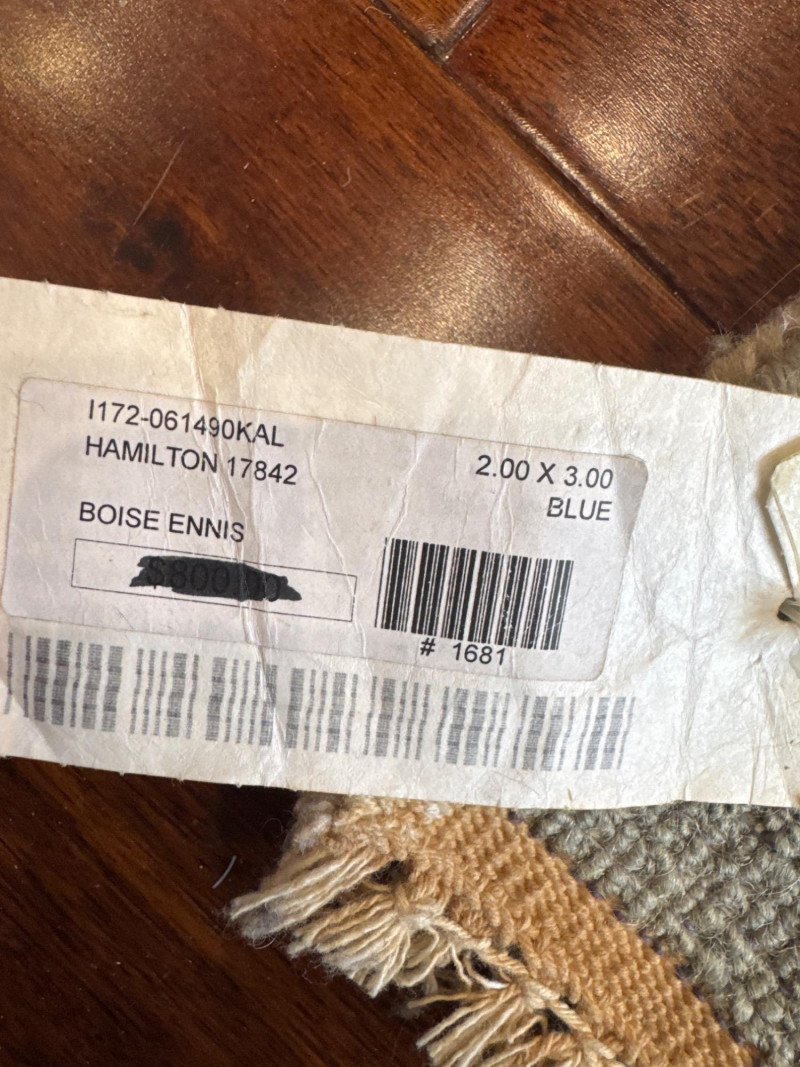 I172-061490KAL
HAMILTON 17842
2.00 X 3.00
BLUE
BOISE ENNIS
# 1681